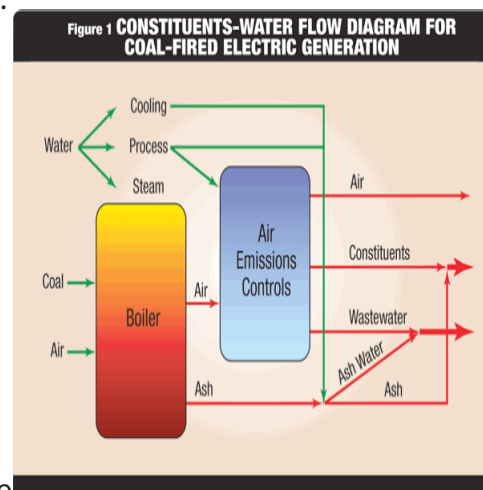 Figure 1 CONSTITUENTS-WATER FLOW DIAGRAM FOR
COAL-FIRED ELECTRIC GENERATION
Cooling
Water
Process
Steam
Air
Air
Emissions
Controls
Constituents
Coal
Air
Boiler
Wastewater
Air
Ash Water
Ash
Ash